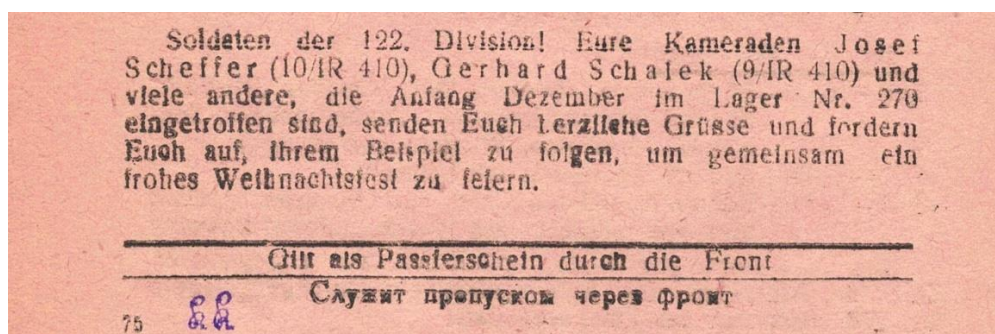 Soldaten der 122. Division! Eure Kameraden Josef
Scheffer (10/IR 410), Gerhard Schalek (9/IR 410) und
viele andere, die Anfang Dezember im Lager Nr. 270
eingetroffen sind, senden Euch herzliche Grüsse und fordern
Euch auf, ihrem Beispiel zu folgen, um gemeinsam ein
frohes Weihnachtsfest zu feiern.
Gilt als Passierschein durch die Front
Служит пропуском через фронт
75